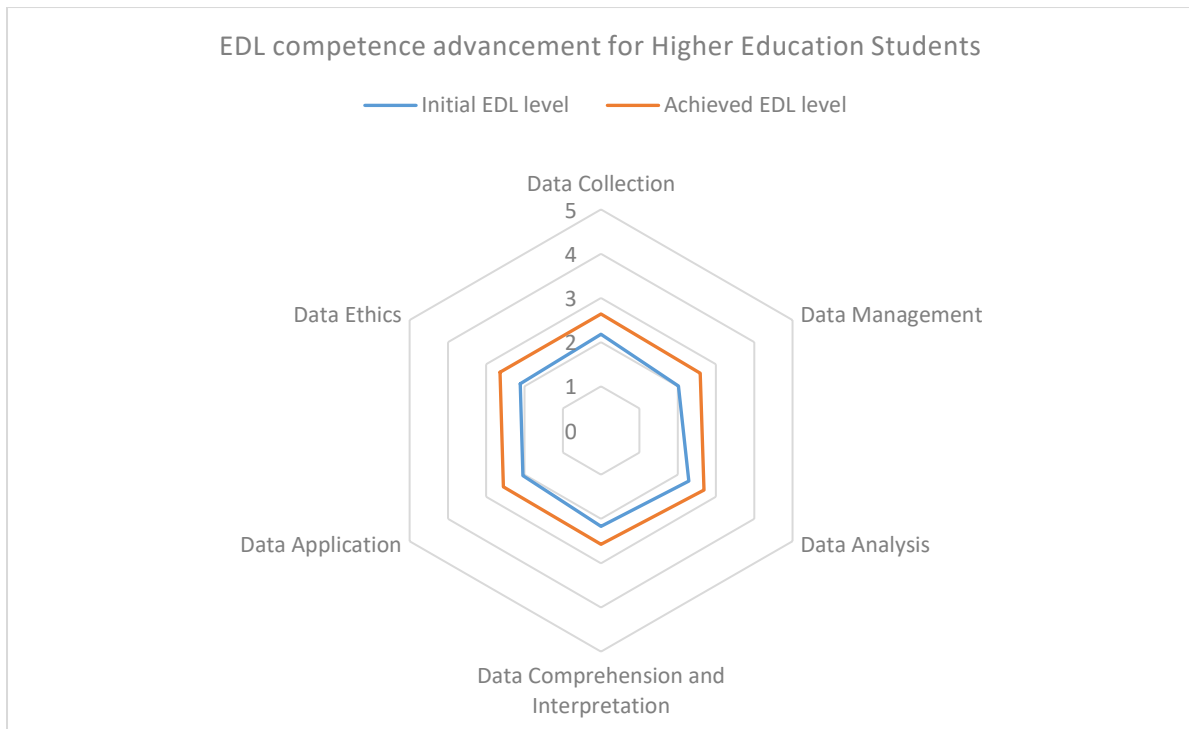 EDL competence advancement for Higher Education Students
Initial EDL level
Achieved EDL level
Data Collection
5
4
3
2
1
0
Data Ethics
Data Management
Data Application
Data Analysis
Data Comprehension and
Interpretation